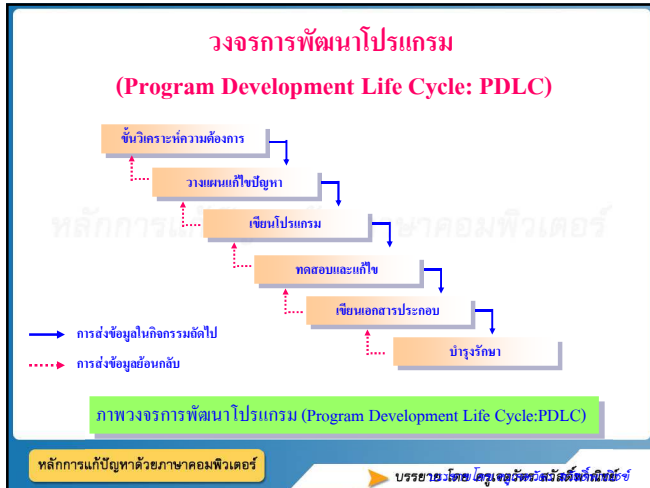 วงจรการพัฒนาโปรแกรม
(Program Development Life Cycle: PDLC)
ขั้นวิเคราะห์ความต้องการ
วางแผนแก้ไขปัญหา
เขียนโปรแกรม
ทดสอบและแก้ไข
เขียนเอกสารประกอบ
บำรุงรักษา
การส่งข้อมูลในกิจกรรมถัดไป
การส่งข้อมูลย้อนกลับ
ภาพวงจรการพัฒนาโปรแกรม (Program Development Life Cycle:PDLC)
หลักการแก้ปัญหาด้วยภาษาคอมพิวเตอร์
บรรยายโดย